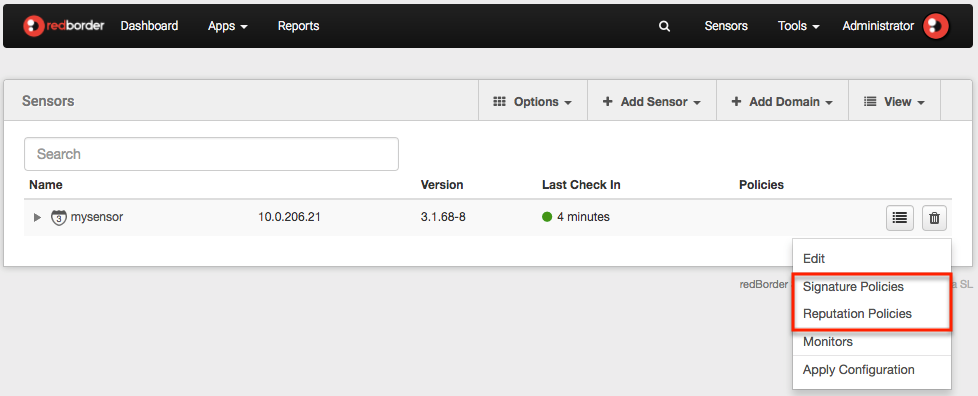 redborder Dashboard Apps Reports Sensors Tools Administrator
Sensors Options Add Sensor Add Domain View
Search
Name Version Last Check In Policies
3 mysensor 10.0.206.21 3.1.68-8 4 minutes
Edit
redBorder Signature Policies a SL
Reputation Policies
Monitors
Apply Configuration